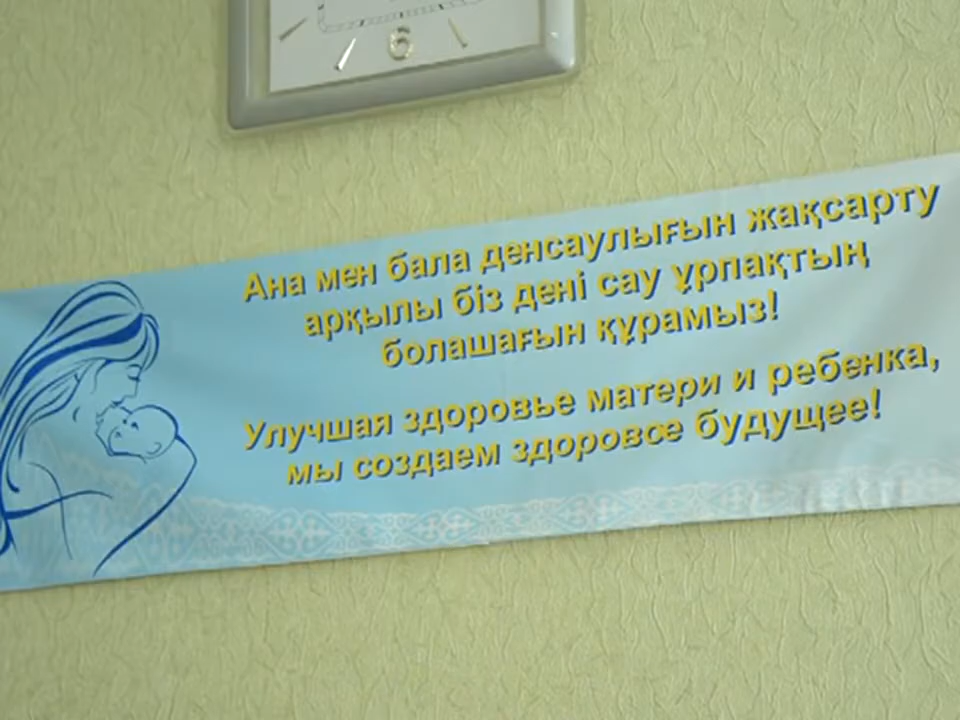 6
Ана мен бала денсаулығын жақсарту
арқылы біз дені сау ұрпақтың
болашағын құрамыз!
Улучшая здоровье матери и ребенка,
мы создаем здоровое будущее!